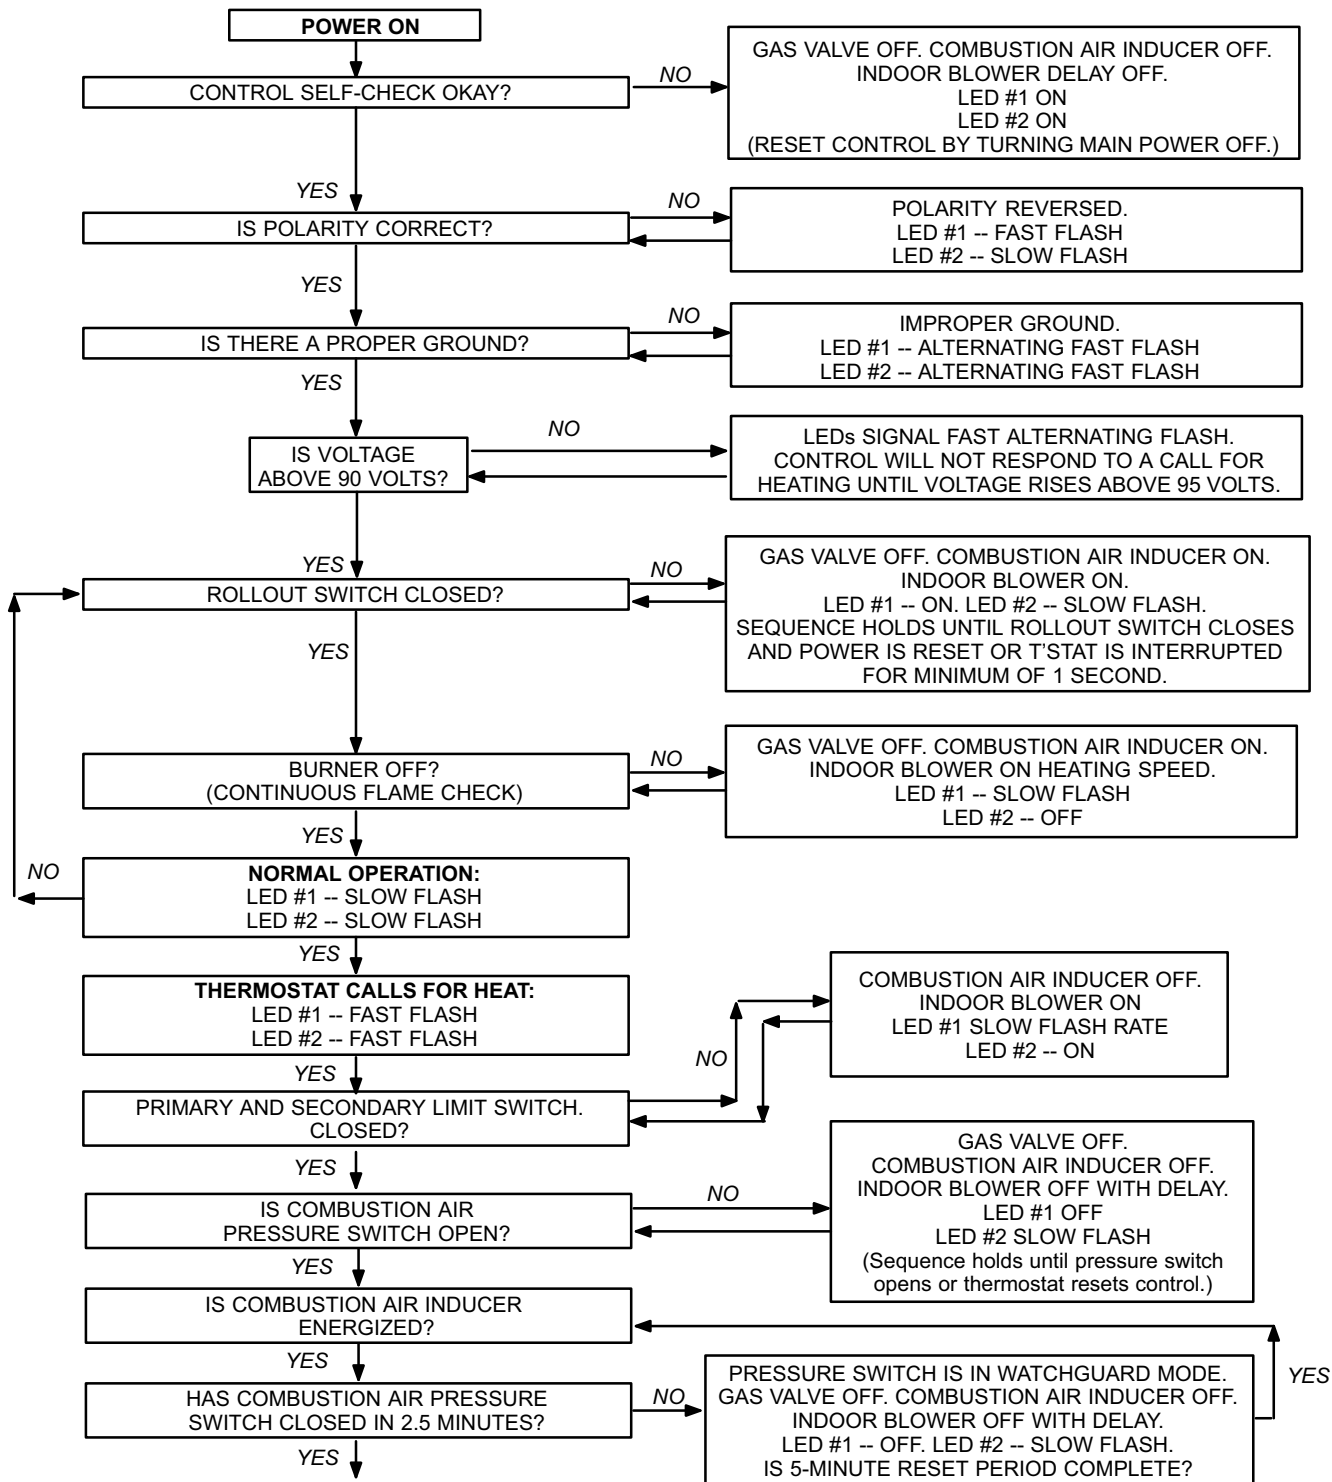 POWER ON
CONTROL SELF-CHECK OKAY?
NO
GAS VALVE OFF. COMBUSTION AIR INDUCER OFF.
INDOOR BLOWER DELAY OFF.
LED #1 ON
LED #2 ON
(RESET CONTROL BY TURNING MAIN POWER OFF.)
YES
IS POLARITY CORRECT?
NO
POLARITY REVERSED.
LED #1 -- FAST FLASH
LED #2 -- SLOW FLASH
YES
IS THERE A PROPER GROUND?
NO
IMPROPER GROUND.
LED #1 -- ALTERNATING FAST FLASH
LED #2 -- ALTERNATING FAST FLASH
YES
IS VOLTAGE
ABOVE 90 VOLTS?
NO
LEDs SIGNAL FAST ALTERNATING FLASH.
CONTROL WILL NOT RESPOND TO A CALL FOR
HEATING UNTIL VOLTAGE RISES ABOVE 95 VOLTS.
YES
ROLLOUT SWITCH CLOSED?
NO
GAS VALVE OFF. COMBUSTION AIR INDUCER ON.
INDOOR BLOWER ON.
LED #1 -- ON. LED #2 -- SLOW FLASH.
SEQUENCE HOLDS UNTIL ROLLOUT SWITCH CLOSES
AND POWER IS RESET OR T'STAT IS INTERRUPTED
FOR MINIMUM OF 1 SECOND.
YES
BURNER OFF?
(CONTINUOUS FLAME CHECK)
NO
GAS VALVE OFF. COMBUSTION AIR INDUCER ON.
INDOOR BLOWER ON HEATING SPEED.
LED #1 -- SLOW FLASH
LED #2 -- OFF
YES
NO
NORMAL OPERATION:
LED #1 -- SLOW FLASH
LED #2 -- SLOW FLASH
YES
THERMOSTAT CALLS FOR HEAT:
LED #1 -- FAST FLASH
LED #2 -- FAST FLASH
YES
PRIMARY AND SECONDARY LIMIT SWITCH.
CLOSED?
NO
COMBUSTION AIR INDUCER OFF.
INDOOR BLOWER ON
LED #1 SLOW FLASH RATE
LED #2 -- ON
YES
IS COMBUSTION AIR
PRESSURE SWITCH OPEN?
NO
GAS VALVE OFF.
COMBUSTION AIR INDUCER OFF.
INDOOR BLOWER OFF WITH DELAY.
LED #1 OFF
LED #2 SLOW FLASH
(Sequence holds until pressure switch
opens or thermostat resets control.)
YES
IS COMBUSTION AIR INDUCER
ENERGIZED?
YES
HAS COMBUSTION AIR PRESSURE
SWITCH CLOSED IN 2.5 MINUTES?
NO
PRESSURE SWITCH IS IN WATCHGUARD MODE.
GAS VALVE OFF. COMBUSTION AIR INDUCER OFF.
INDOOR BLOWER OFF WITH DELAY.
LED #1 -- OFF. LED #2 -- SLOW FLASH.
IS 5-MINUTE RESET PERIOD COMPLETE?
YES
YES